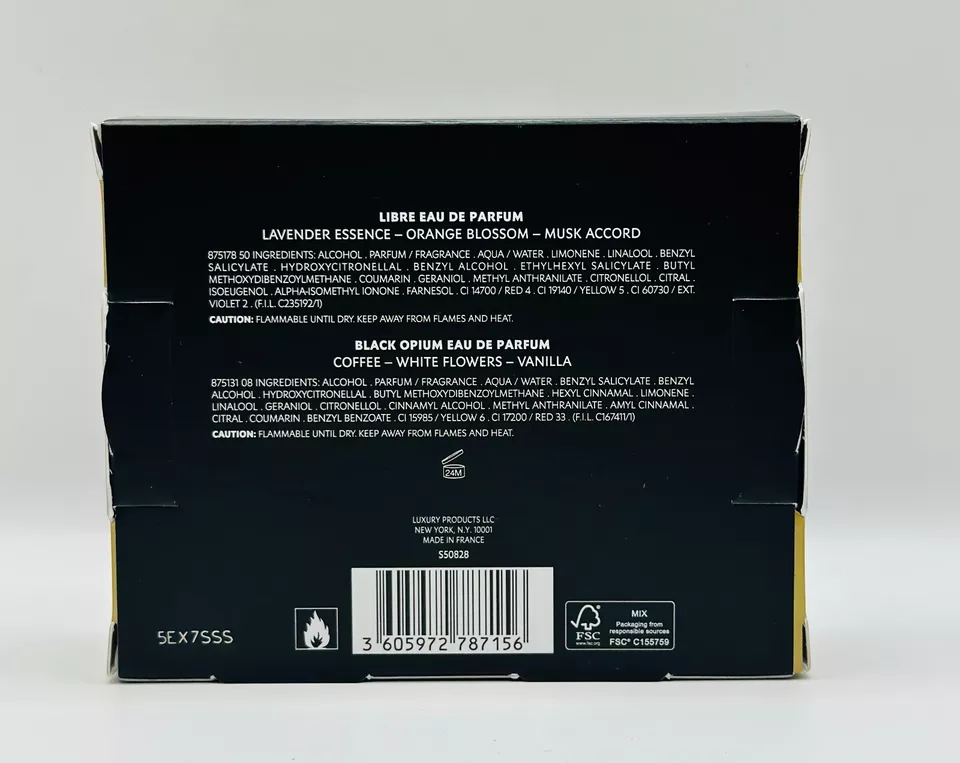 LIBRE EAU DE PARFUM
LAVENDER ESSENCE – ORANGE BLOSSOM – MUSK ACCORD
875178 50 INGREDIENTS: ALCOHOL . PARFUM / FRAGRANCE . AQUA / WATER . LIMONENE . LINALOOL . BENZYL
SALICYLATE . HYDROXYCITRONELLAL . BENZYL ALCOHOL . ETHYLHEXYL SALICYLATE . BUTYL
METHOXYDIBENZOYLMETHANE . COUMARIN . GERANIOL . METHYL ANTHRANILATE . CITRONELLOL . CITRAL .
ISOEUGENOL . ALPHA-ISOMETHYL IONONE . FARNESOL . CI 14700 / RED 4 . CI 19140 / YELLOW 5 . CI 60730 / EXT.
VIOLET 2 . (F.I.L. C235192/1)
CAUTION: FLAMMABLE UNTIL DRY. KEEP AWAY FROM FLAMES AND HEAT.
BLACK OPIUM EAU DE PARFUM
COFFEE – WHITE FLOWERS – VANILLA
875131 08 INGREDIENTS: ALCOHOL . PARFUM / FRAGRANCE . AQUA / WATER . BENZYL SALICYLATE . BENZYL
ALCOHOL . HYDROXYCITRONELLAL . BUTYL METHOXYDIBENZOYLMETHANE . HEXYL CINNAMAL . LIMONENE .
LINALOOL . GERANIOL . CITRONELLOL . CINNAMYL ALCOHOL . METHYL ANTHRANILATE . AMYL CINNAMAL .
CITRAL . COUMARIN . BENZYL BENZOATE . CI 15985 / YELLOW 6 . CI 17200 / RED 33 . (F.I.L. C167411/1)
CAUTION: FLAMMABLE UNTIL DRY. KEEP AWAY FROM FLAMES AND HEAT.
24M
LUXURY PRODUCTS LLC
NEW YORK, N.Y. 10001
MADE IN FRANCE
S50828
5EX7SSS
3 605972 787156
FSC
www.fsc.org
MIX
Packaging from
responsible sources
FSC® C155759